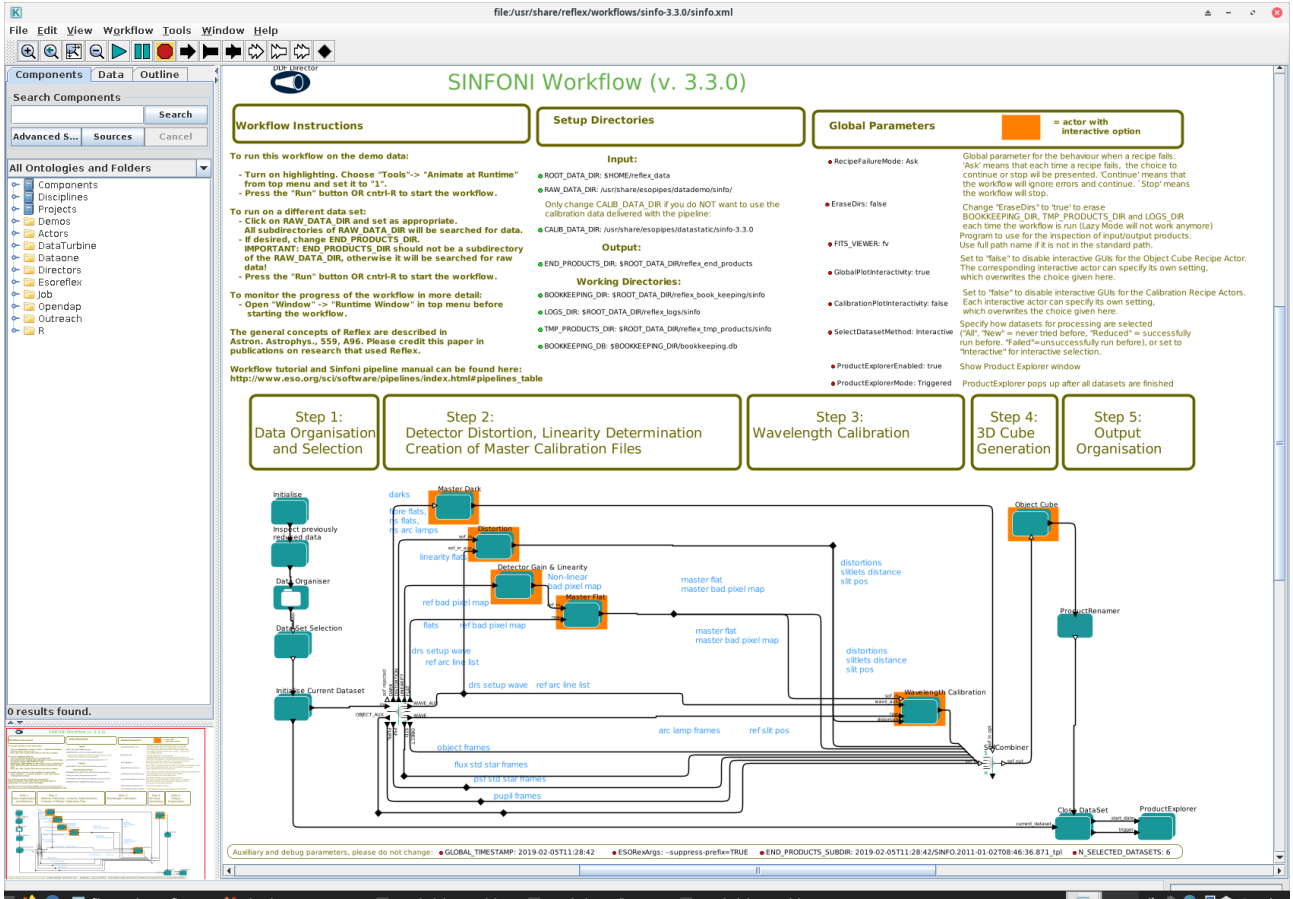 file:/usr/share/reflex/workflows/sinfo-3.3.0/sinfo.xml
File Edit View Workflow Tools Window Help
Components Data Outline
Search Components
Search
Advanced S... Sources Cancel
All Ontologies and Folders
Components
Disciplines
Projects
Demos
Actors
DataTurbine
Dataone
Directors
Esoreflex
Job
Opendap
Outreach
R
0 results found.
DDF Director
SINFONI Workflow (v. 3.3.0)
Workflow Instructions
To run this workflow on the demo data:
- Turn on highlighting. Choose "Tools"-> "Animate at Runtime"
from top menu and set it to "1".
- Press the "Run" button OR cntrl-R to start the workflow.
To run on a different data set:
- Click on RAW_DATA_DIR and set as appropriate.
All subdirectories of RAW_DATA_DIR will be searched for data.
- If desired, change END_PRODUCTS_DIR.
IMPORTANT: END_PRODUCTS_DIR should not be a subdirectory
of the RAW_DATA_DIR, otherwise it will be searched for raw
data!
- Press the "Run" button OR cntrl-R to start the workflow.
To monitor the progress of the workflow in more detail:
- Open "Window" -> "Runtime Window" in top menu before
starting the workflow.
The general concepts of Reflex are described in
Astron. Astrophys., 559, A96. Please credit this paper in
publications on research that used Reflex.
Workflow tutorial and Sinfoni pipeline manual can be found here:
http://www.eso.org/sci/software/pipelines/index.html#pipelines_table
Setup Directories
Input:
ROOT_DATA_DIR: $HOME/reflex_data
RAW_DATA_DIR: /usr/share/esopipes/datademo/sinfo/
Only change CALIB_DATA_DIR if you do NOT want to use the
calibration data delivered with the pipeline:
CALIB_DATA_DIR: /usr/share/esopipes/datastatic/sinfo-3.3.0
Output:
END_PRODUCTS_DIR: $ROOT_DATA_DIR/reflex_end_products
Working Directories:
BOOKKEEPING_DIR: $ROOT_DATA_DIR/reflex_book_keeping/sinfo
LOGS_DIR: $ROOT_DATA_DIR/reflex_logs/sinfo
TMP_PRODUCTS_DIR: $ROOT_DATA_DIR/reflex_tmp_products/sinfo
BOOKKEEPING_DB: $BOOKKEEPING_DIR/bookkeeping.db
Global Parameters
= actor with
interactive option
RecipeFailureMode: Ask
Global parameter for the behaviour when a recipe fails.
'Ask' means that each time a recipe fails, the choice to
continue or stop wil be presented. 'Continue' means that
the workflow will ignore errors and continue. `Stop' means
the workflow will stop.
EraseDirs: false
Change "EraseDirs" to 'true' to erase
BOOKKEEPING_DIR, TMP_PRODUCTS_DIR and LOGS_DIR
each time the workflow is run (Lazy Mode will not work anymore)
FITS_VIEWER: fv
Program to use for the inspection of input/output products.
Use full path name if it is not in the standard path.
GlobalPlotInteractivity: true
Set to "false" to disable interactive GUIs for the Object Cube Recipe Actor.
The corresponding interactive actor can specify its own setting,
which overwrites the choice given here.
CalibrationPlotInteractivity: false
Set to "false" to disable interactive GUIs for the Calibration Recipe Actors.
Each interactive actor can specify its own setting,
which overwrites the choice given here.
SelectDatasetMethod: Interactive
Specify how datasets for processing are selected
("All", "New" = never tried before, "Reduced" = successfully
run before. "Failed"=unsuccessfully run before), or set to
"Interactive" for interactive selection.
ProductExplorerEnabled: true
Show Product Explorer window
ProductExplorerMode: Triggered
ProductExplorer pops up after all datasets are finished
Step 1:
Data Organisation
and Selection
Step 2:
Detector Distortion, Linearity Determination
Creation of Master Calibration Files
Step 3:
Wavelength Calibration
Step 4:
3D Cube
Generation
Step 5:
Output
Organisation
Initialise
Inspect previously
reduced data
Data Organiser
DataSet Selection
Initialise Current Dataset
darks
fibre flats,
ns flats,
ns arc lamps
Master Dark
Distortion
sof_in
sof_in_aux
linearity flats
Detector Gain & Linearity
Non-linear
bad pixel map
Master Flat
ref bad pixel map
flats
ref bad pixel map
drs setup wave
ref arc line list
drs setup wave ref arc line list
master flat
master bad pixel map
master flat
master bad pixel map
distortions
slitlets distance
slit pos
distortions
slitlets distance
slit pos
Wavelength Calibration
arc lamp frames
ref slit pos
sof_rejected
DARK
DISTORTION
LINEARITY
FLAT
WAVE_AUX
WAVE
OBJECT_AUX
PUPIL
PSF
STD
OBJECT
object frames
flux std star frames
psf std star frames
pupil frames
SofCombiner
sof_out
Object Cube
ProductRenamer
Close DataSet
current_dataset
start_date
trigger
ProductExplorer
Auxilliary and debug parameters, please do not change: GLOBAL_TIMESTAMP: 2019-02-05T11:28:42 ESORexArgs: --suppress-prefix=TRUE END_PRODUCTS_SUBDIR: 2019-02-05T11:28:42/SINFO.2011-01-02T08:46:36.871_tpl N_SELECTED_DATASETS: 6